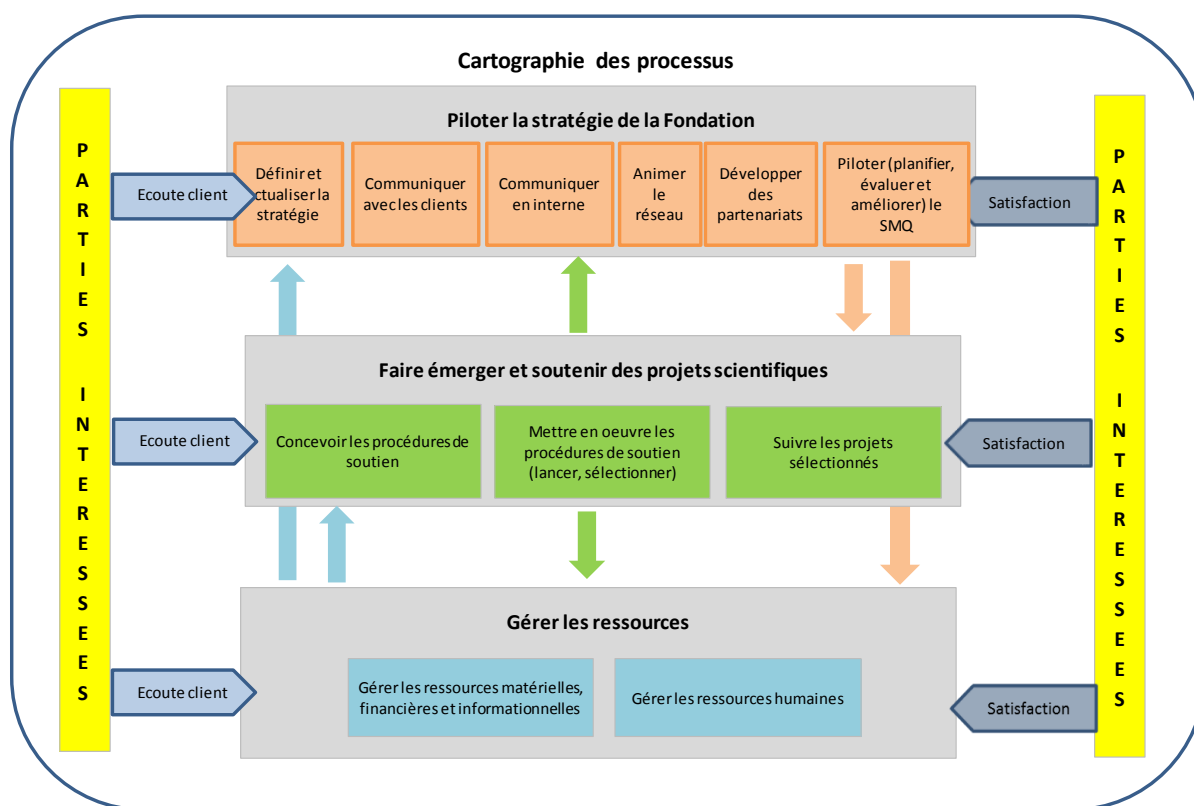 Cartographie des processus
PARTIES INTERESSEES
Piloter la stratégie de la Fondation
Ecoute client
Définir et
ctualiser la
stratégie
Communiquer
avec les clients
Communiquer
en interne
Animer
le
réseau
Développer
des
partenariats
Piloter (planifier,
évaluer et
améliorer) le
SMQ
Satisfaction
PARTIES INTERESSEES
Faire émerger et soutenir des projets scientifiques
Ecoute client
Concevoir les procédures de
soutien
Mettre en oeuvre les
procédures de soutien
(lancer, sélectionner)
Suivre les projets
sélectionnés
Satisfaction
Gérer les ressources
Ecoute client
Gérer les ressources matérielles,
financières et informationnelles
Gérer les ressources humaines
Satisfaction